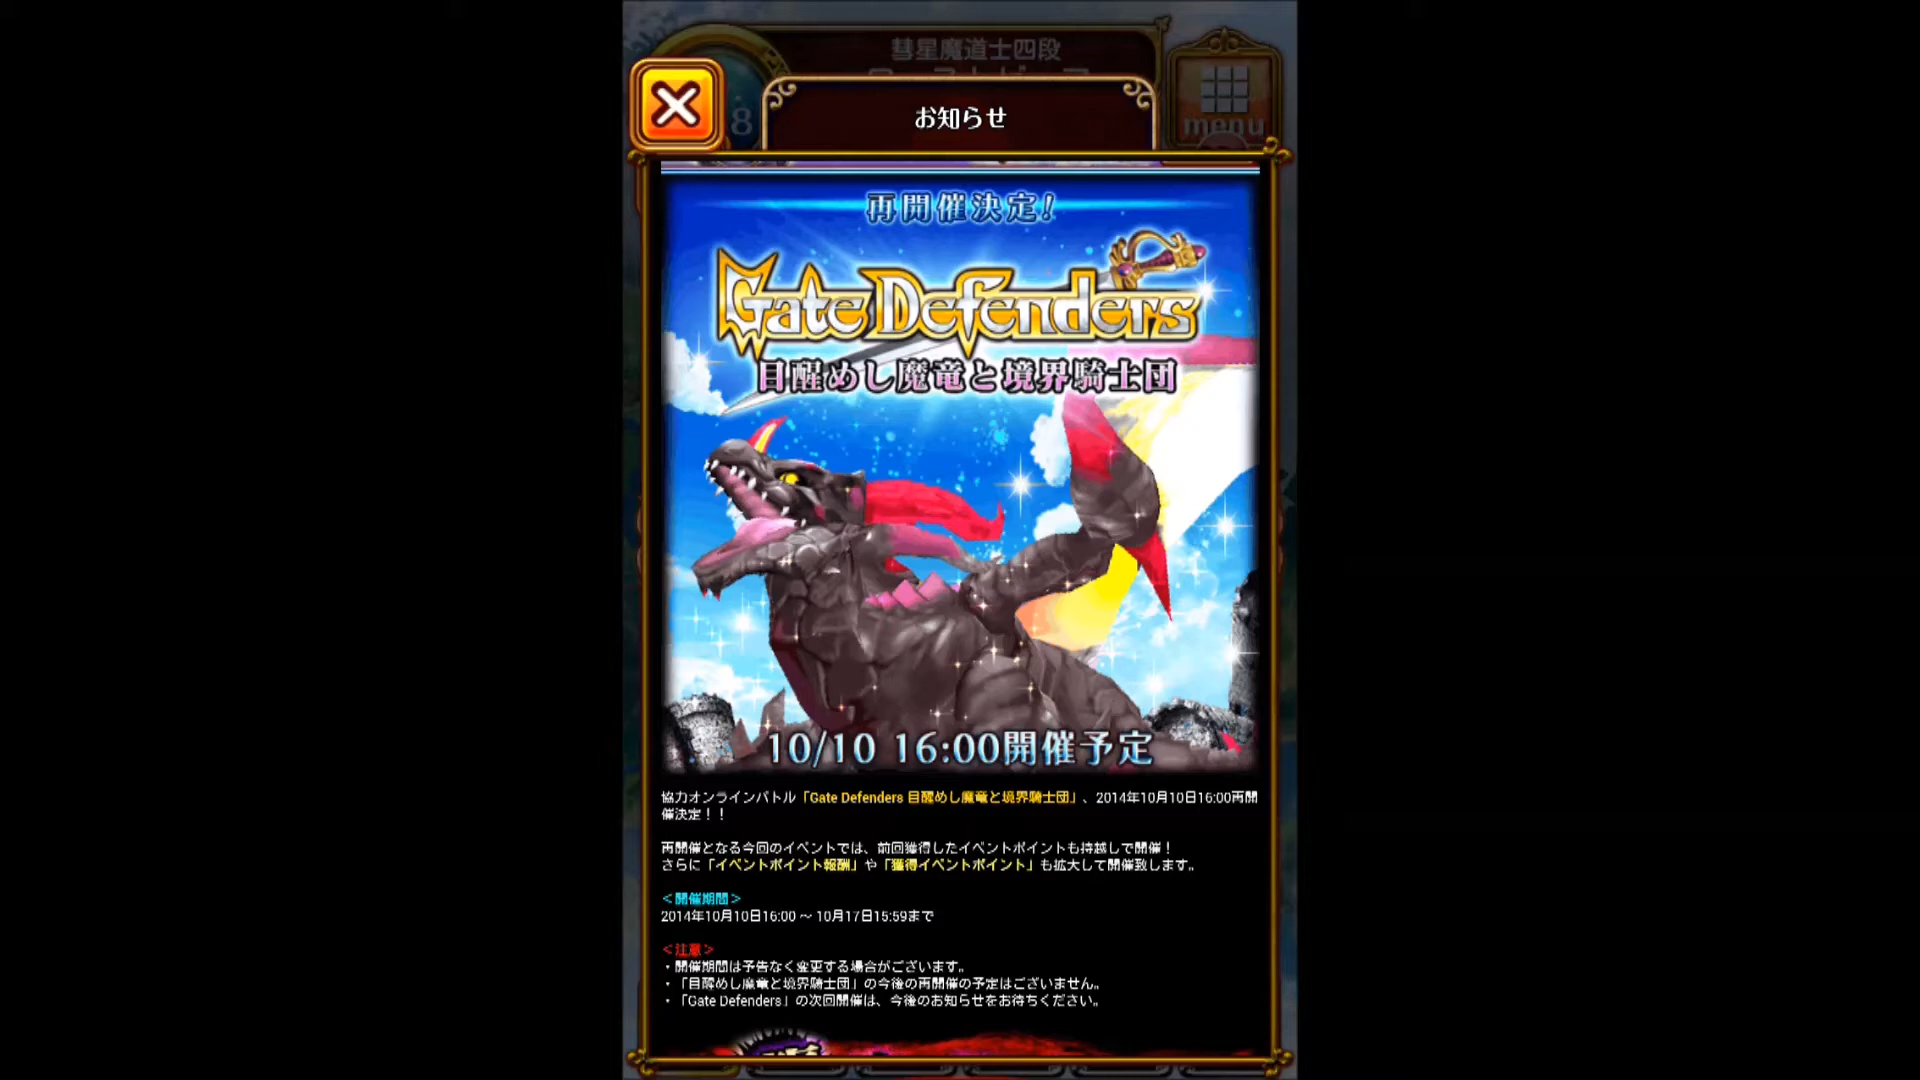 彗星魔道士四段
8
menu
お知らせ
再開催決定!
Gate Defenders
目醒めし魔竜と境界騎士団
10/10 16:00開催予定
協力オンラインバトル「Gate Defenders 目醒めし魔竜と境界騎士団」、2014年10月10日16:00再開
催決定！！
再開催となる今回のイベントでは、前回獲得したイベントポイントも持越しで開催！
さらに「イベントポイント報酬」や「獲得イベントポイント」も拡大して開催致します。
＜開催期間＞
2014年10月10日16:00 ～ 10月17日15:59まで
＜注意＞
・開催期間は予告なく変更する場合がございます。
・「目醒めし魔竜と境界騎士団」の今後の再開催の予定はございません。
・「Gate Defenders」の次回開催は、今後のお知らせをお待ちください。